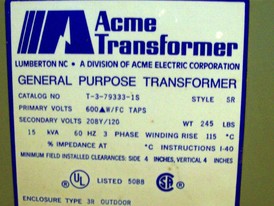 Acme
Transformer
LUMBERTON NC • A DIVISION OF ACME ELECTRIC CORPORATION
GENERAL PURPOSE TRANSFORMER
CATALOG NO T-3-79333-1S STYLE SR
PRIMARY VOLTS 600▲W/FC TAPS
SECONDARY VOLTS 208Y/120 WT 245 LBS
15 kVA 60 HZ 3 PHASE WINDING RISE 115 °C
% IMPEDANCE AT °C INSTRUCTIONS I-40
MINIMUM FIELD INSTALLED CLEARANCES: SIDE 4 INCHES, VERTICAL 4 INCHES
UL LISTED 50B8 SP
ENCLOSURE TYPE 3R OUTDOOR